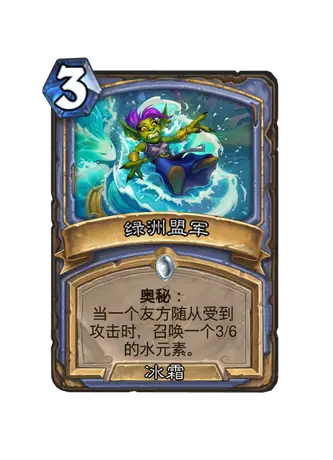 3
绿洲盟军
奥秘：
当一个友方随从受到
攻击时，召唤一个3/6
的水元素。
冰霜